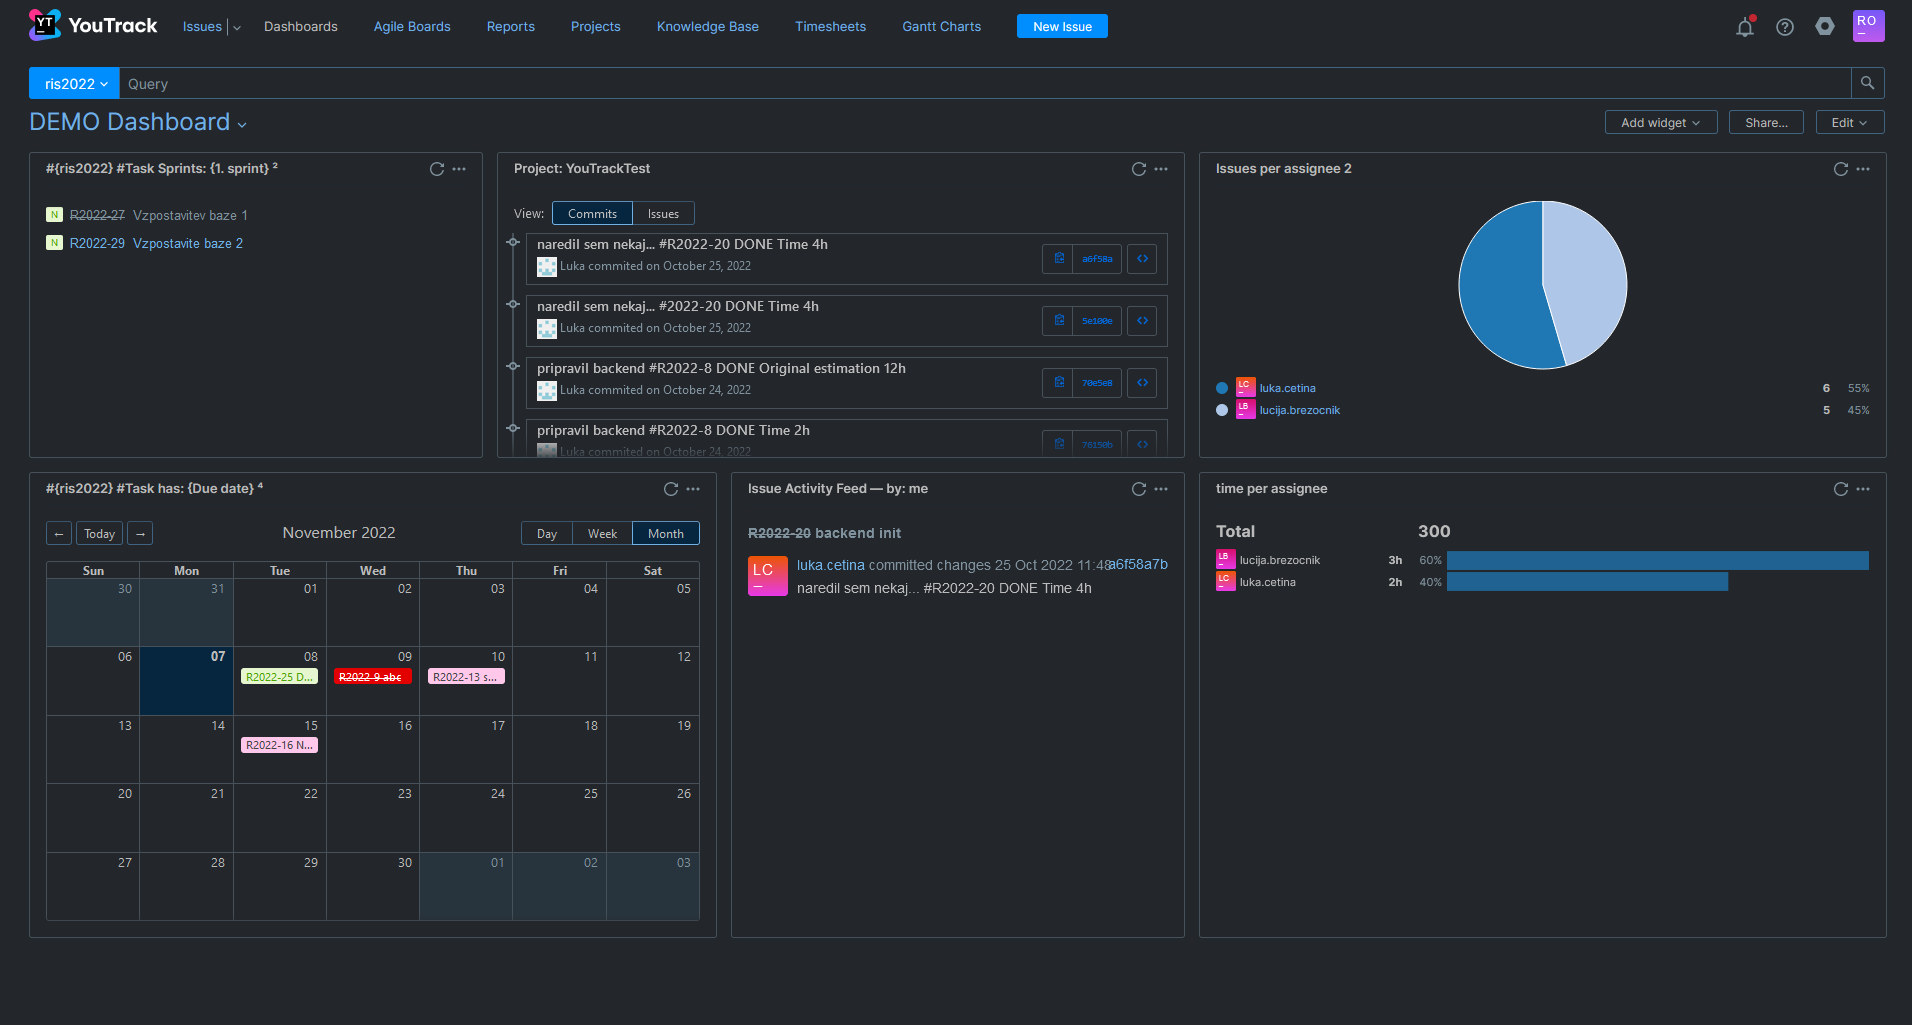 YT YouTrack Issues Dashboards Agile Boards Reports Projects Knowledge Base Timesheets Gantt Charts New Issue RO
ris2022 Query
DEMO Dashboard Add widget Share... Edit
#{ris2022} #Task Sprints: {1. sprint} ²
N R2022-27 Vzpostavitev baze 1
N R2022-29 Vzpostavite baze 2
Project: YouTrackTest
View: Commits Issues
naredil sem nekaj... #R2022-20 DONE Time 4h
Luka commited on October 25, 2022
a6f58a
naredil sem nekaj... #2022-20 DONE Time 4h
Luka commited on October 25, 2022
5e100e
pripravil backend #R2022-8 DONE Original estimation 12h
Luka commited on October 24, 2022
70e5e8
pripravil backend #R2022-8 DONE Time 2h
Luka commited on October 24, 2022
76150b
Issues per assignee 2
LC luka.cetina 6 55%
LB lucija.brezocnik 5 45%
#{ris2022} #Task has: {Due date} ⁴
← Today → November 2022 Day Week Month
Sun Mon Tue Wed Thu Fri Sat
30 31 01 02 03 04 05
06 07 08 09 10 11 12
R2022-25 D... R2022-9 abc R2022-13 s...
13 14 15 16 17 18 19
R2022-16 N...
20 21 22 23 24 25 26
27 28 29 30 01 02 03
Issue Activity Feed — by: me
R2022-20 backend init
LC luka.cetina committed changes 25 Oct 2022 11:48 a6f58a7b
naredil sem nekaj... #R2022-20 DONE Time 4h
time per assignee
Total 300
LB lucija.brezocnik 3h 60%
LC luka.cetina 2h 40%